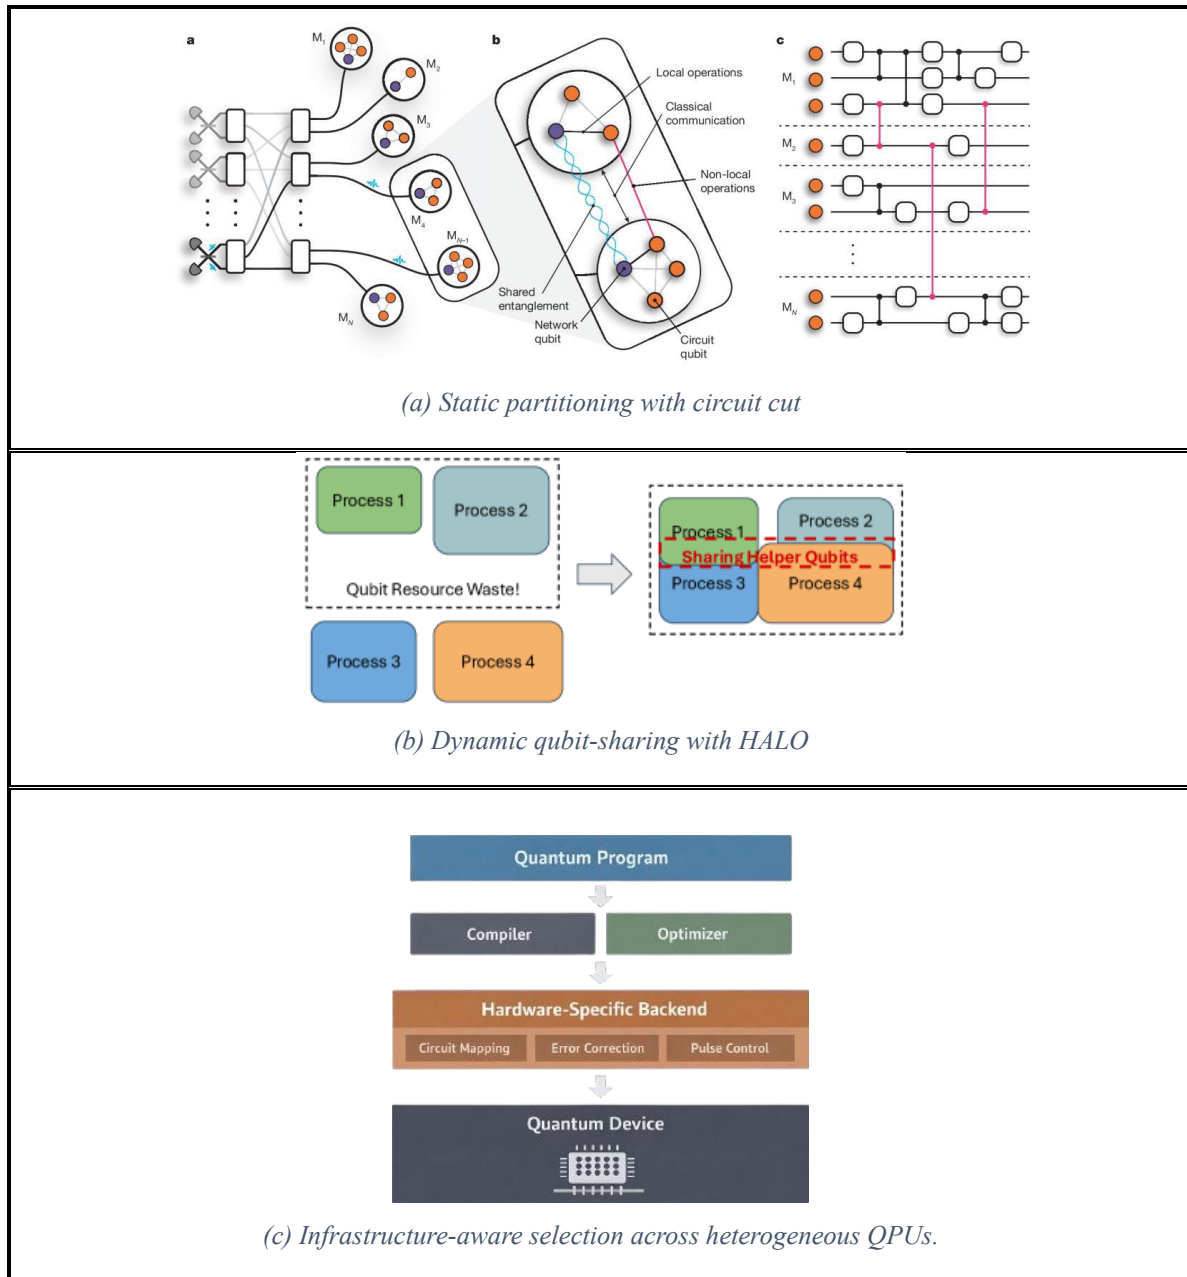 a
M₁
M₂
M₃
M₄
M_N–1
M_N
b
Local operations
Classical
communication
Non-local
operations
Shared
entanglement
Network
qubit
Circuit
qubit
c
M₁
M₂
M₃
M_N
(a) Static partitioning with circuit cut
Process 1
Process 2
Qubit Resource Waste!
Process 3
Process 4
Process 1
Process 2
Sharing Helper Qubits
Process 3
Process 4
(b) Dynamic qubit-sharing with HALO
Quantum Program
Compiler
Optimizer
Hardware-Specific Backend
Circuit Mapping
Error Correction
Pulse Control
Quantum Device
(c) Infrastructure-aware selection across heterogeneous QPUs.